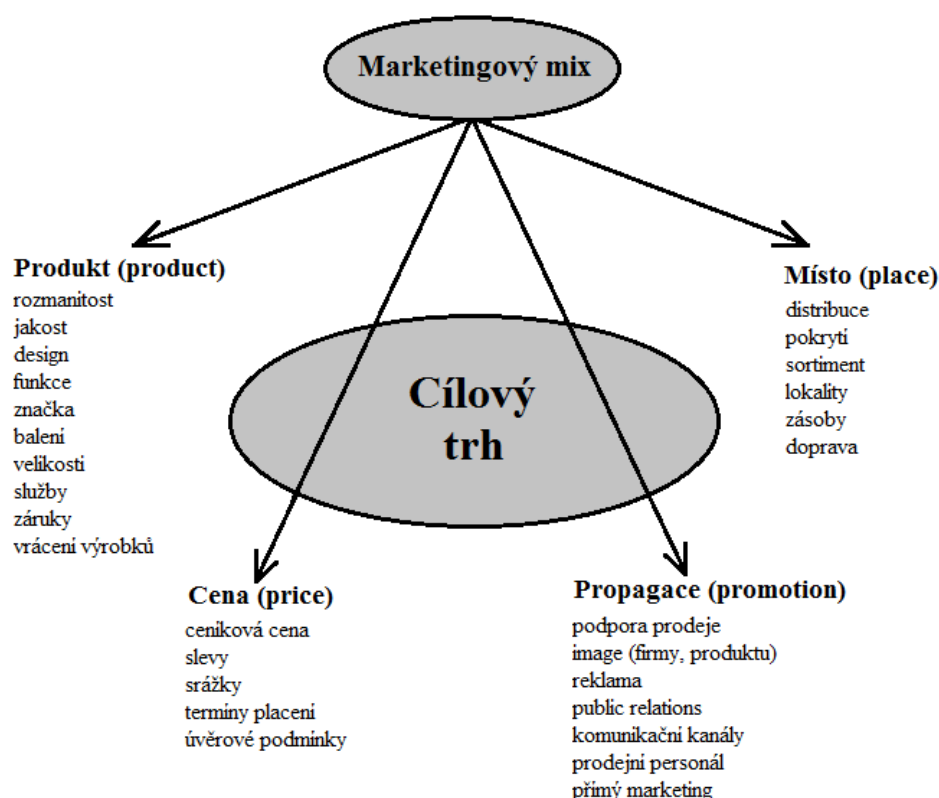 Marketingový mix
Produkt (product)
rozmanitost
jakost
design
funkce
značka
balení
velikosti
služby
záruky
vrácení výrobků
Místo (place)
distribuce
pokrytí
sortiment
lokality
zásoby
doprava
Cílový
trh
Cena (price)
ceníková cena
slevy
srážky
termíny placení
úvěrové podmínky
Propagace (promotion)
podpora prodeje
image (firmy, produktu)
reklama
public relations
komunikační kanály
prodejní personál
přímý marketing